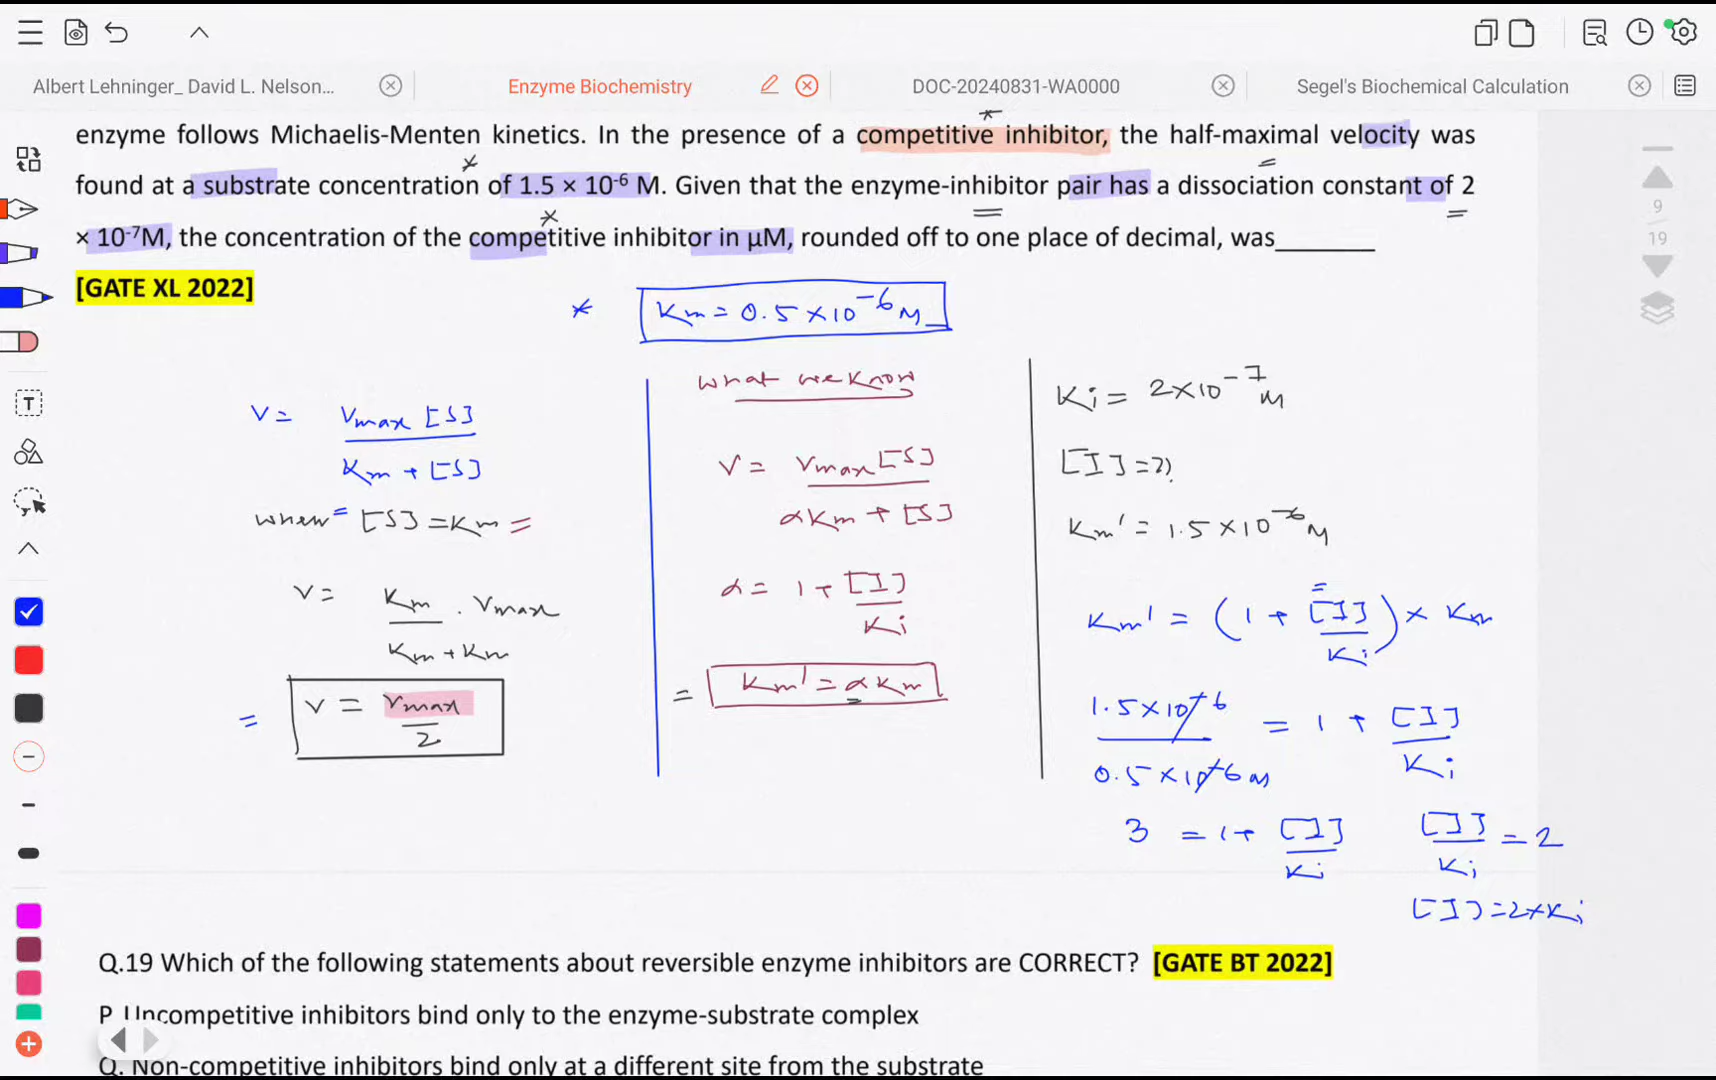 Albert Lehninger_ David L. Nelson...
Enzyme Biochemistry
DOC-20240831-WA0000
Segel's Biochemical Calculation
enzyme follows Michaelis-Menten kinetics. In the presence of a competitive inhibitor, the half-maximal velocity was
found at a substrate concentration of 1.5 × 10⁻⁶ M. Given that the enzyme-inhibitor pair has a dissociation constant of 2
× 10⁻⁷M, the concentration of the competitive inhibitor in µM, rounded off to one place of decimal, was_______
[GATE XL 2022]
9
19
* Km = 0.5 × 10⁻⁶ M
V = Vmax [S]
Km + [S]
when [S] = Km =
V = Km . Vmax
Km + Km
= V = Vmax
2
what we know
V = Vmax [S]
αKm + [S]
α = 1 + [I]
Ki
= Km' = αKm
Ki = 2×10⁻⁷ M
[I] = ??
Km' = 1.5 × 10⁻⁶ M
Km' = (1 + [I]) × Km
Ki
1.5×10⁻⁶ = 1 + [I]
0.5×10⁻⁶ M Ki
3 = 1 + [I]
Ki
[I] = 2
Ki
[I] = 2×Ki
Q.19 Which of the following statements about reversible enzyme inhibitors are CORRECT? [GATE BT 2022]
P. Uncompetitive inhibitors bind only to the enzyme-substrate complex
Q. Non-competitive inhibitors bind only at a different site from the substrate
T